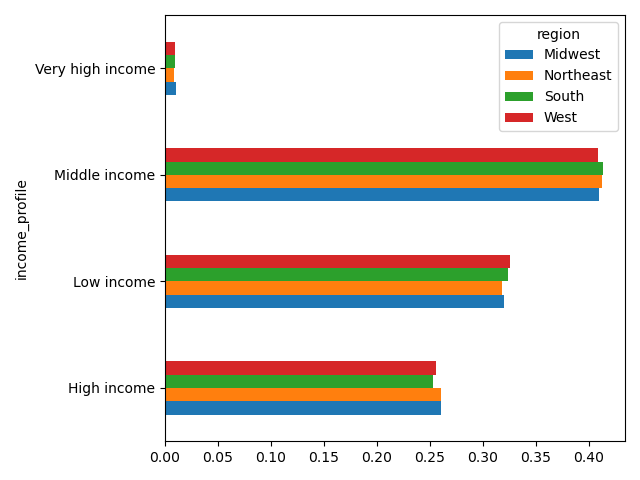 region
Midwest
Northeast
South
West
Very high income
Middle income
Low income
High income
income_profile
0.00 0.05 0.10 0.15 0.20 0.25 0.30 0.35 0.40